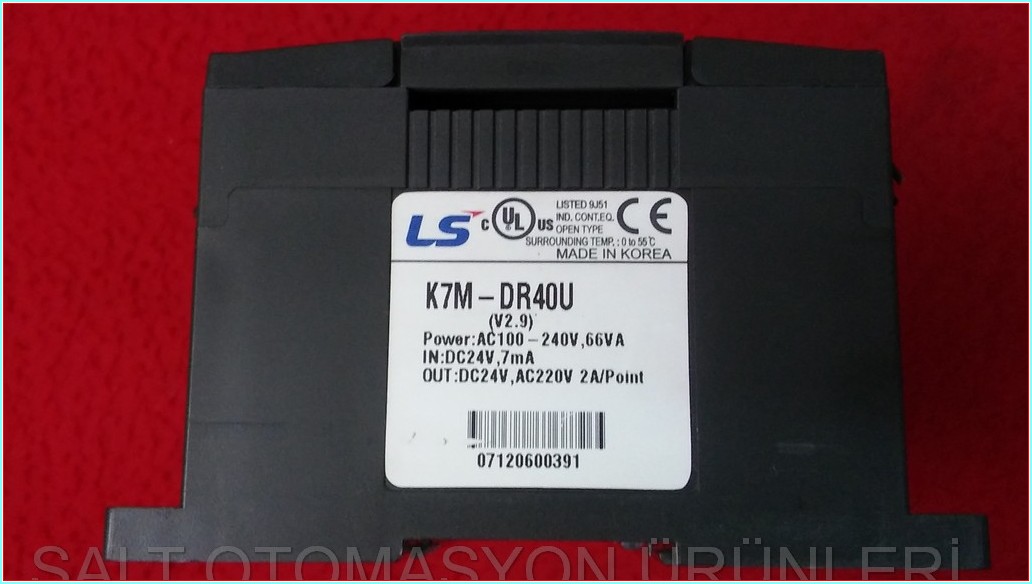 LS
C UL US
LISTED 9J51
IND. CONT.EQ.
OPEN TYPE
CE
SURROUNDING TEMP. : 0 to 55℃
MADE IN KOREA
K7M-DR40U
(V2.9)
Power:AC100-240V,66VA
IN:DC24V,7mA
OUT:DC24V,AC220V 2A/Point
07120600391
SALT OTOMASYON ÜRÜNLERİ